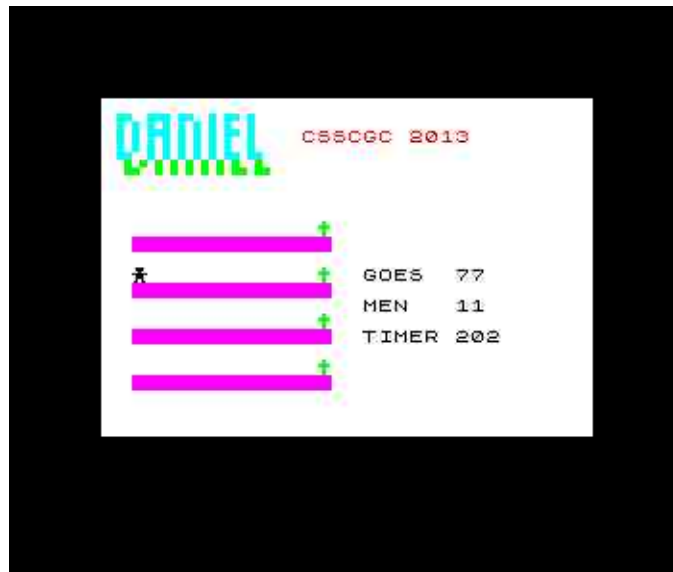 DANIEL
CSSCGC 2013
GOES 77
MEN 11
TIMER 202